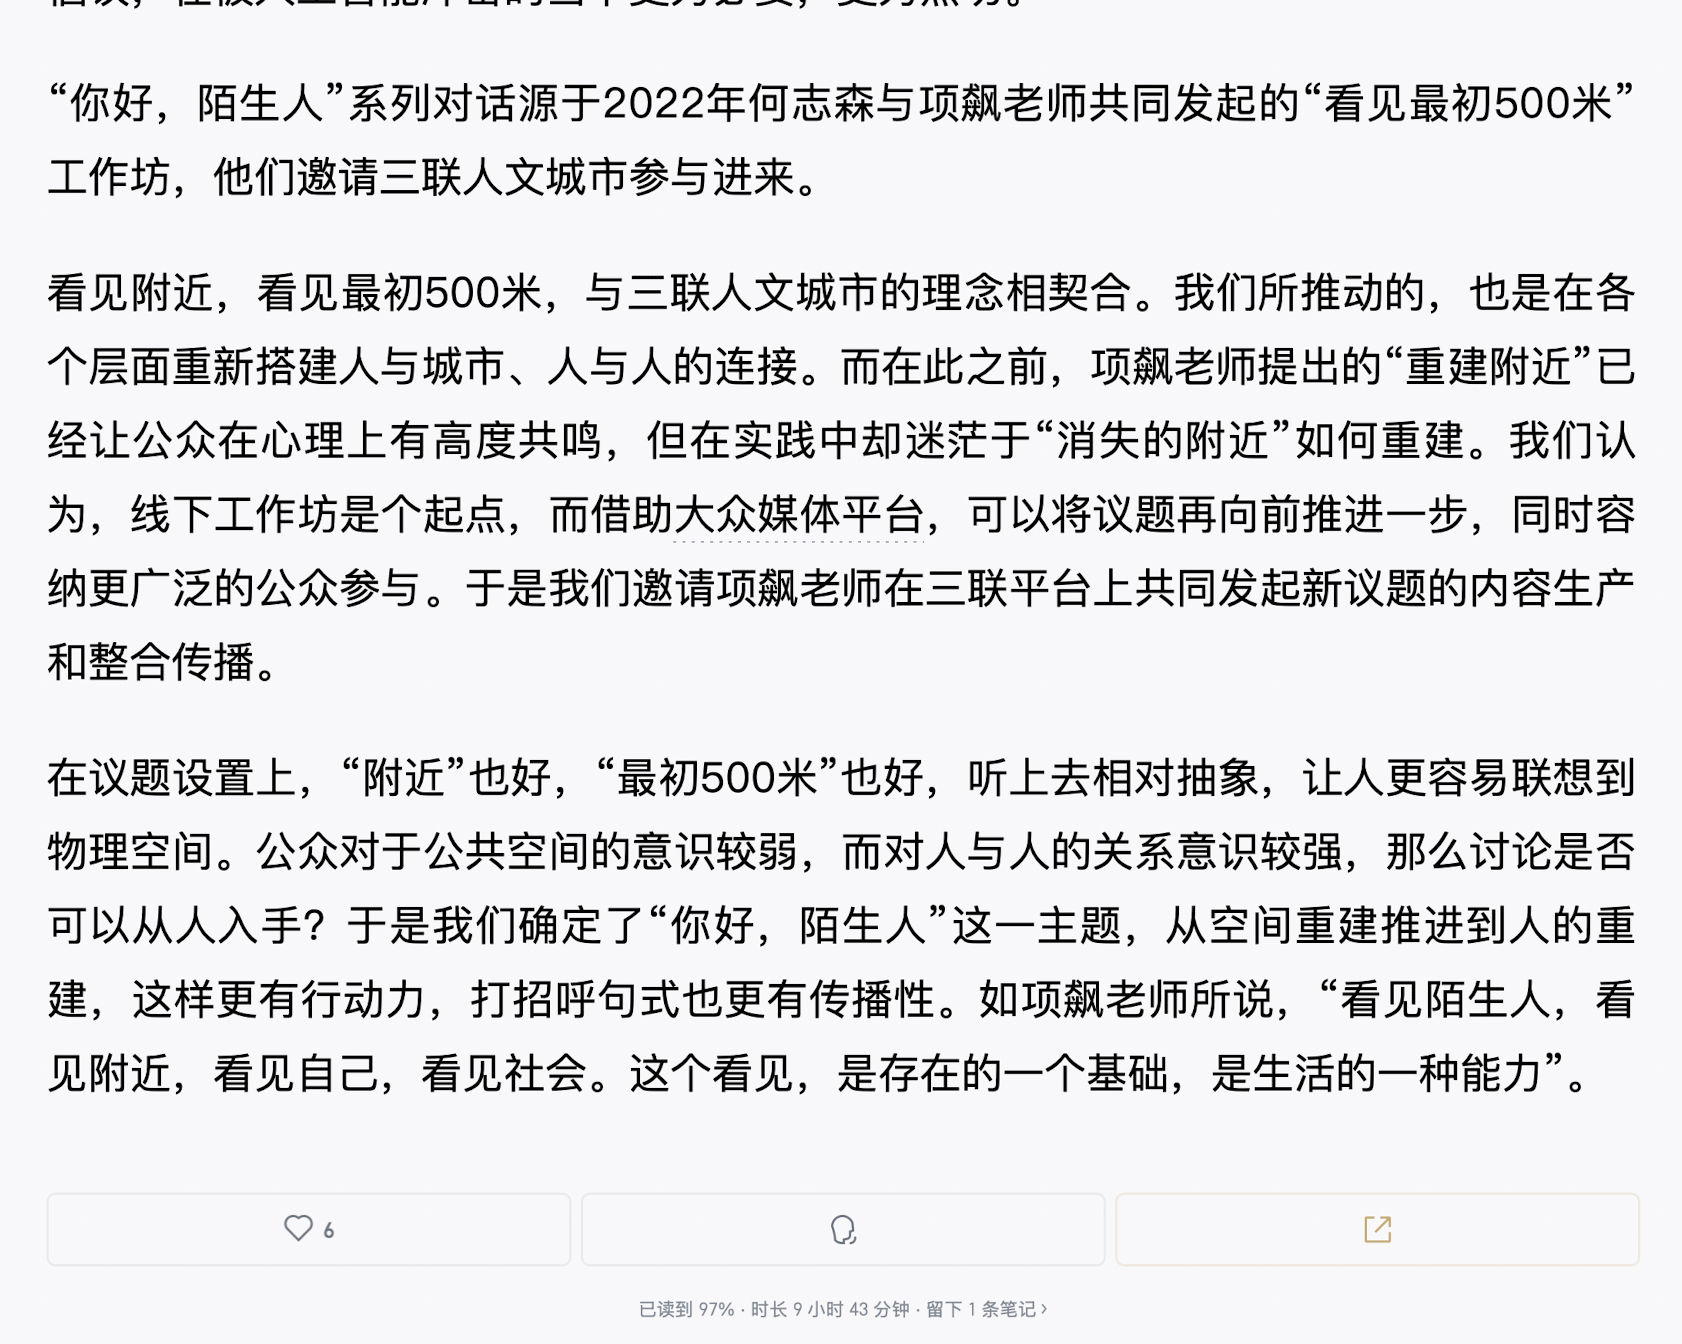 “你好，陌生人”系列对话源于2022年何志森与项飙老师共同发起的“看见最初500米”
工作坊，他们邀请三联人文城市参与进来。
看见附近，看见最初500米，与三联人文城市的理念相契合。我们所推动的，也是在各
个层面重新搭建人与城市、人与人的连接。而在此之前，项飙老师提出的“重建附近”已
经让公众在心理上有高度共鸣，但在实践中却迷茫于“消失的附近”如何重建。我们认
为，线下工作坊是个起点，而借助大众媒体平台，可以将议题再向前推进一步，同时容
纳更广泛的公众参与。于是我们邀请项飙老师在三联平台上共同发起新议题的内容生产
和整合传播。
在议题设置上，“附近”也好，“最初500米”也好，听上去相对抽象，让人更容易联想到
物理空间。公众对于公共空间的意识较弱，而对人与人的关系意识较强，那么讨论是否
可以从人入手？于是我们确定了“你好，陌生人”这一主题，从空间重建推进到人的重
建，这样更有行动力，打招呼句式也更有传播性。如项飙老师所说，“看见陌生人，看
见附近，看见自己，看见社会。这个看见，是存在的一个基础，是生活的一种能力”。
6
已读到 97% · 时长 9 小时 43 分钟 · 留下 1 条笔记 ›